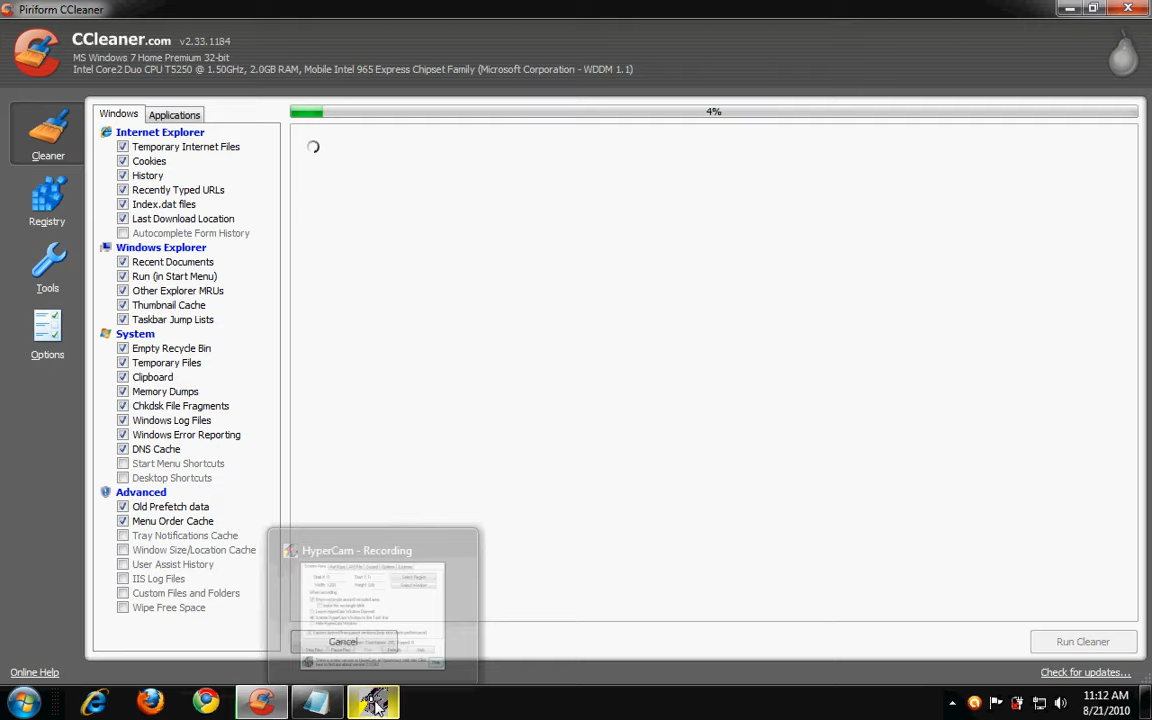 Piriform CCleaner
CCleaner.com v2.33.1184
MS Windows 7 Home Premium 32-bit
Intel Core2 Duo CPU T5250 @ 1.50GHz, 2.0GB RAM, Mobile Intel 965 Express Chipset Family (Microsoft Corporation - WDDM 1.1)
Cleaner
Registry
Tools
Options
Windows
Applications
Internet Explorer
Temporary Internet Files
Cookies
History
Recently Typed URLs
Index.dat files
Last Download Location
Autocomplete Form History
Windows Explorer
Recent Documents
Run (in Start Menu)
Other Explorer MRUs
Thumbnail Cache
Taskbar Jump Lists
System
Empty Recycle Bin
Temporary Files
Clipboard
Memory Dumps
Chkdsk File Fragments
Windows Log Files
Windows Error Reporting
DNS Cache
Start Menu Shortcuts
Desktop Shortcuts
Advanced
Old Prefetch data
Menu Order Cache
Tray Notifications Cache
Window Size/Location Cache
User Assist History
IIS Log Files
Custom Files and Folders
Wipe Free Space
4%
HyperCam - Recording
Cancel
Run Cleaner
Online Help
Check for updates...
11:12 AM
8/21/2010